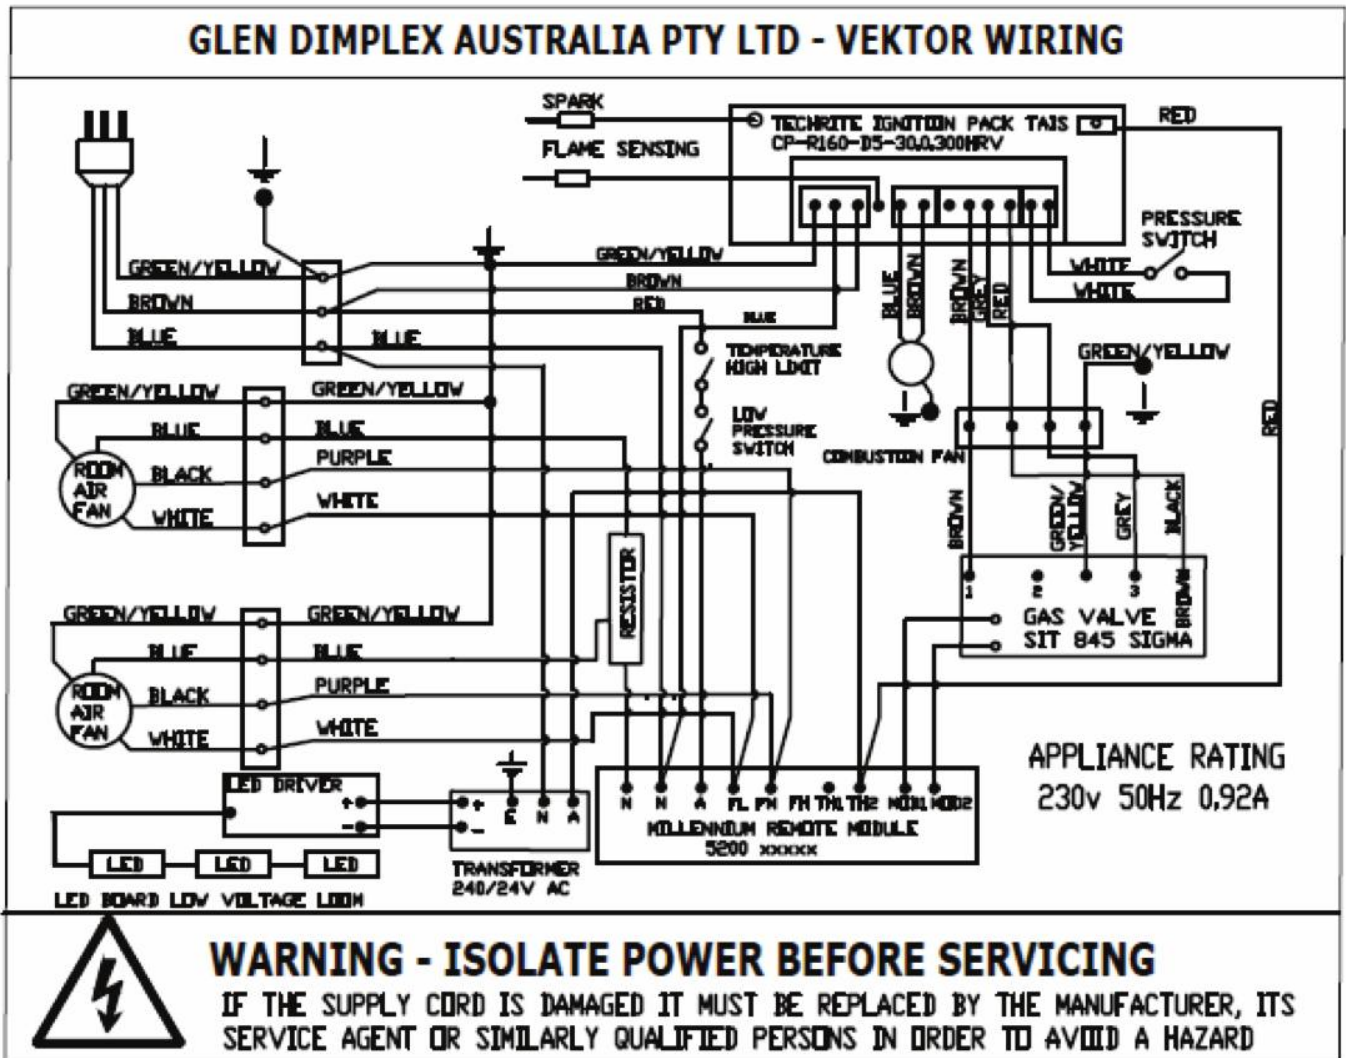 GLEN DIMPLEX AUSTRALIA PTY LTD - VEKTOR WIRING
SPARK
FLAME SENSING
TECHRITE IGNITION PACK TAIS
CP-R160-D5-30.0.300HRV
RED
PRESSURE
SWITCH
WHITE
WHITE
GREEN/YELLOW
BROWN
BLUE
GREEN/YELLOW
BROWN
RED
BLUE
BLUE
BLUE
BROWN
BROWN
GREY
RED
TEMPERATURE
HIGH LIMIT
LOW
PRESSURE
SWITCH
GREEN/YELLOW
RED
COMBUSTION FAN
GREEN/YELLOW
BLUE
BLACK
WHITE
ROOM
AIR
FAN
GREEN/YELLOW
BLUE
PURPLE
WHITE
RESISTOR
BROWN
GREEN/
YELLOW
GREY
BLACK
1
2
3
BROWN
GAS VALVE
SIT 845 SIGMA
GREEN/YELLOW
BLUE
BLACK
WHITE
ROOM
AIR
FAN
GREEN/YELLOW
BLUE
PURPLE
WHITE
LED DRIVER
+
-
+
-
E
N
A
TRANSFORMER
240/24V AC
N
N
A
FL
FM
FH
TH1
TH2
MOD1
MOD2
MILLENNIUM REMOTE MODULE
5200 xxxxx
APPLIANCE RATING
230v 50Hz 0,92A
LED
LED
LED
LED BOARD LOW VOLTAGE LOOM
WARNING - ISOLATE POWER BEFORE SERVICING
IF THE SUPPLY CORD IS DAMAGED IT MUST BE REPLACED BY THE MANUFACTURER, ITS
SERVICE AGENT OR SIMILARLY QUALIFIED PERSONS IN ORDER TO AVOID A HAZARD